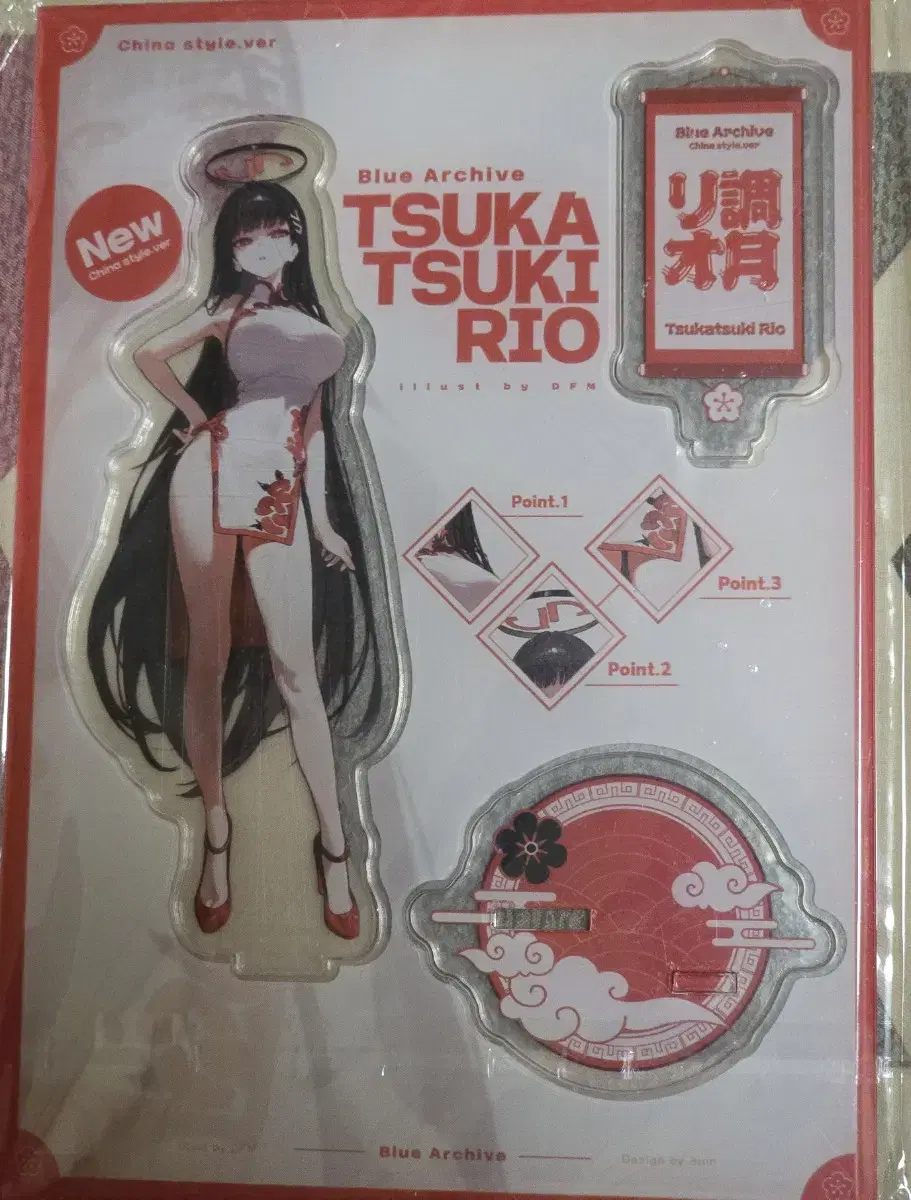 China style.ver
New
China style.ver
Blue Archive
TSUKA
TSUKI
RIO
illust by DFM
Blue Archive
China style.ver
調月
リオ
Tsukatsuki Rio
Point.1
Point.3
Point.2
Blue Archive
Design by